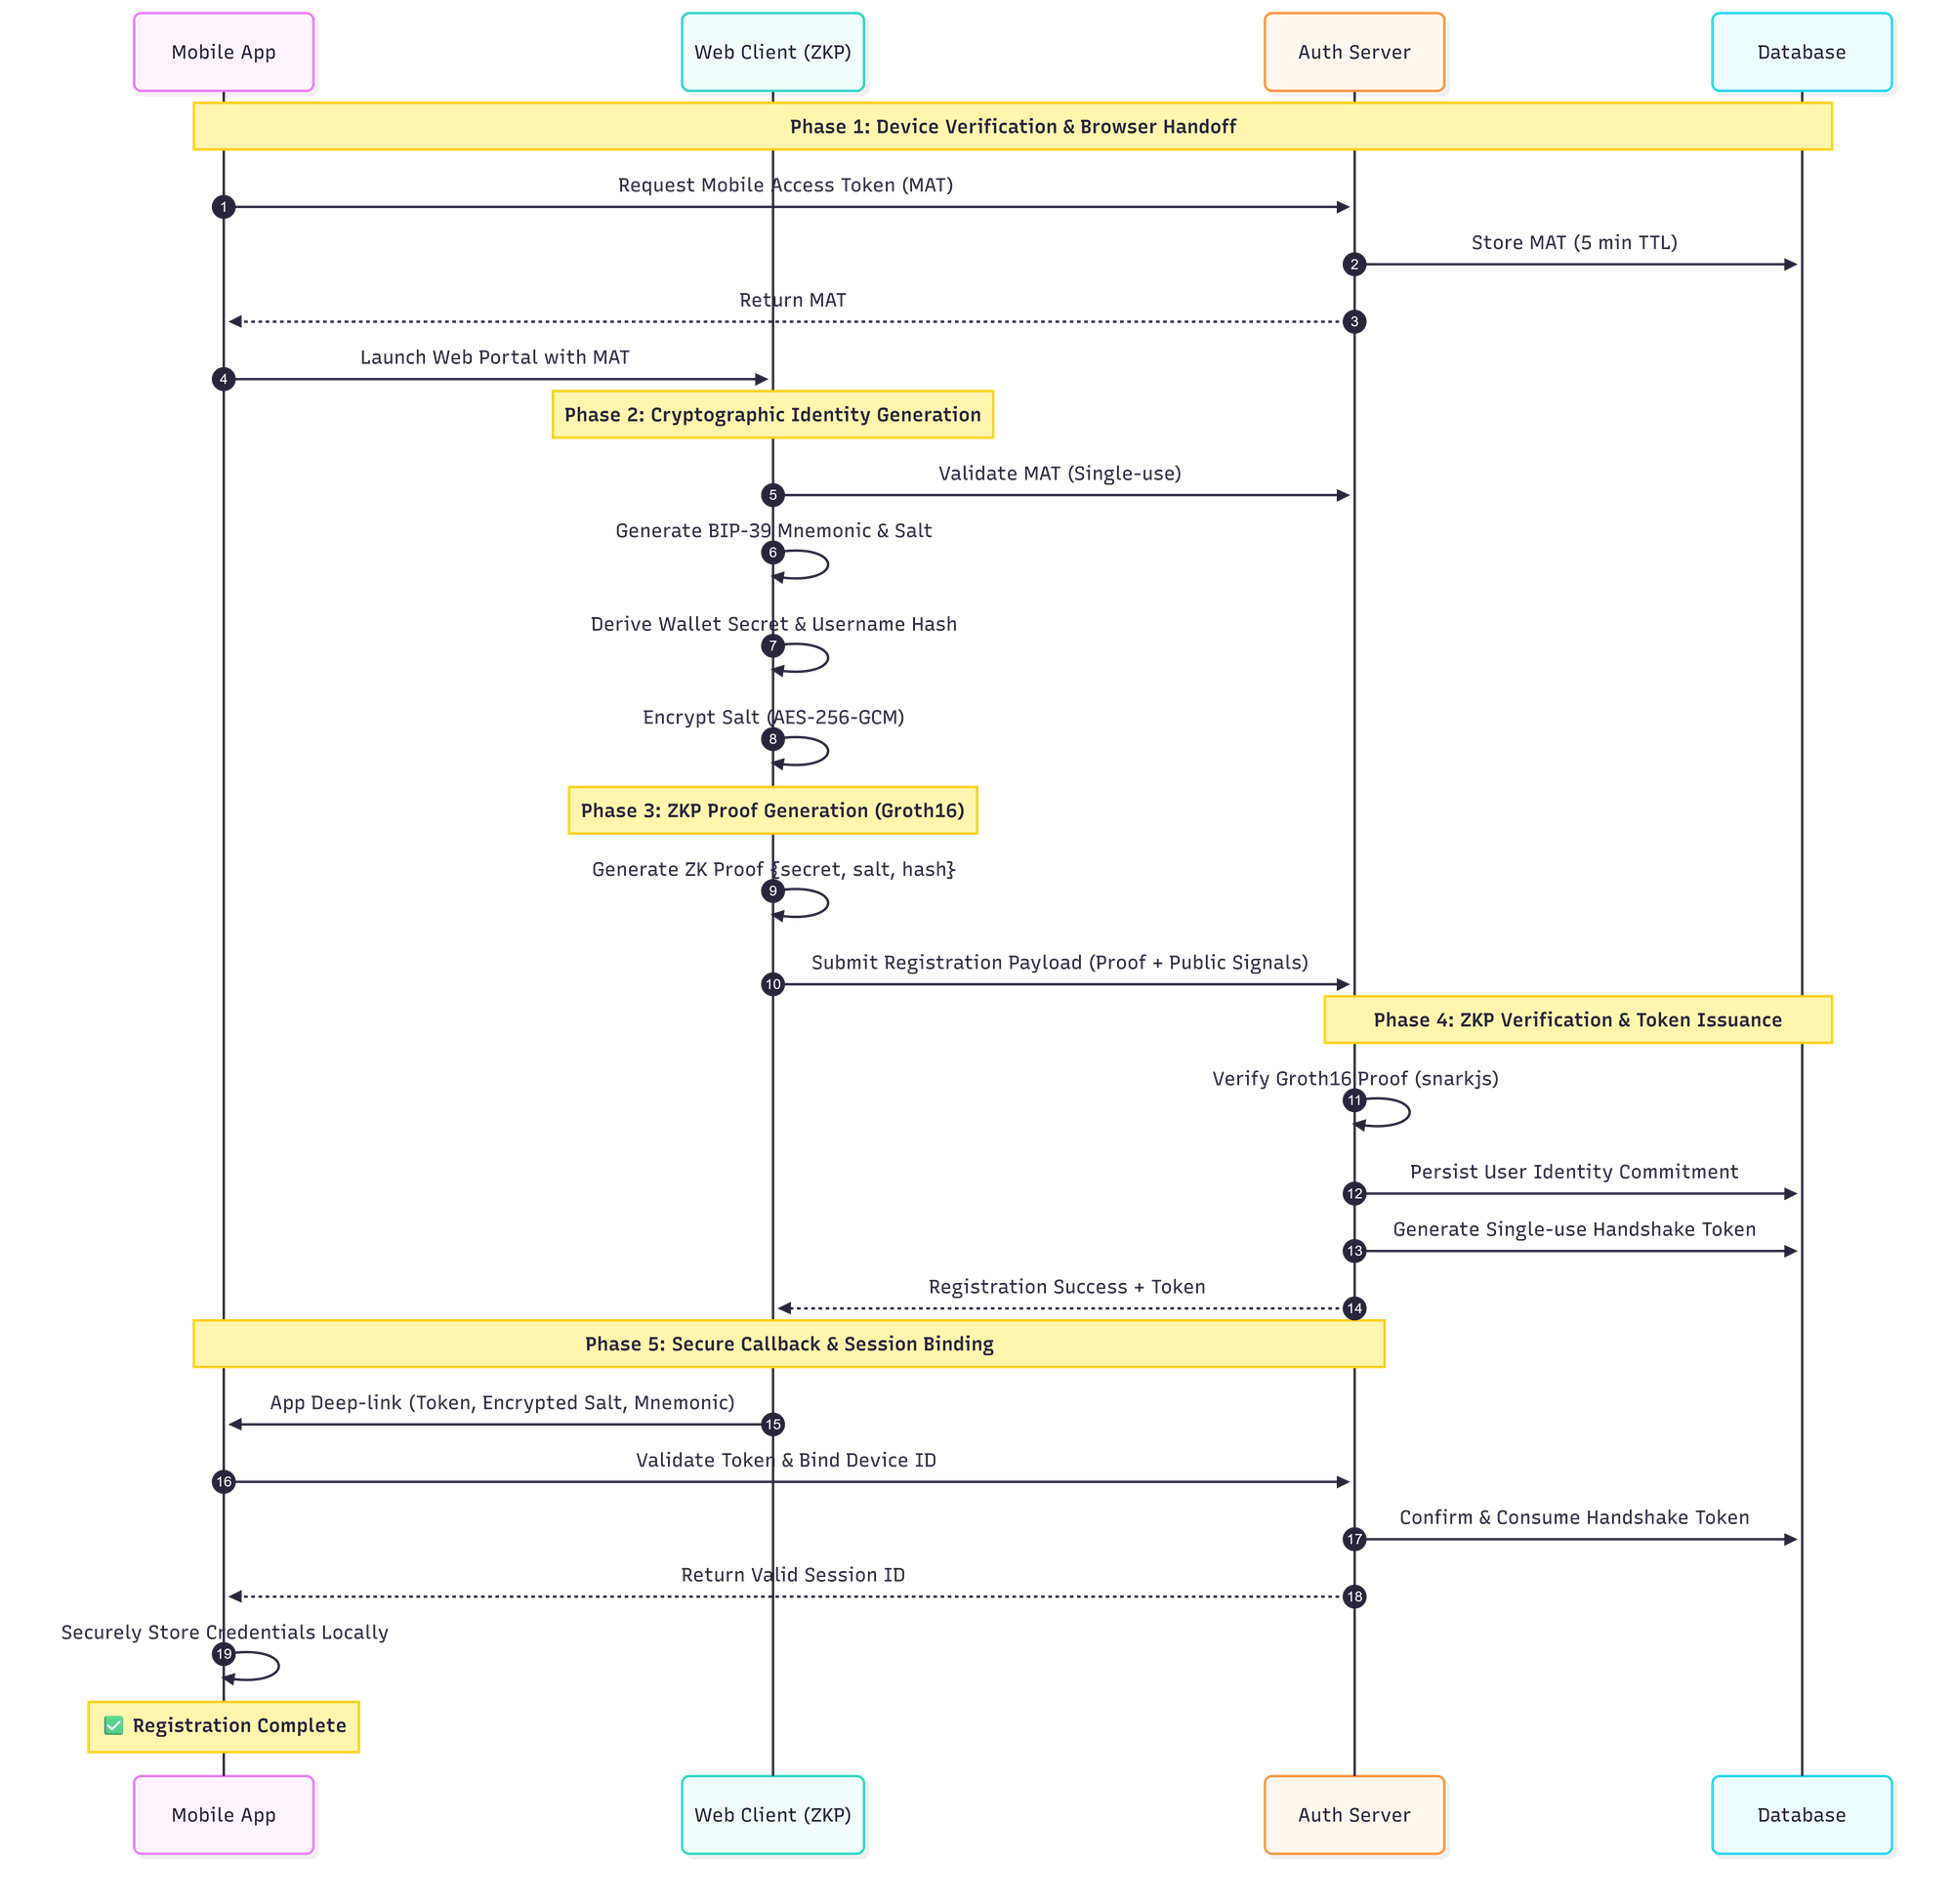 Mobile App
Web Client (ZKP)
Auth Server
Database
Phase 1: Device Verification & Browser Handoff
Request Mobile Access Token (MAT)
1
Store MAT (5 min TTL)
2
Return MAT
3
Launch Web Portal with MAT
4
Phase 2: Cryptographic Identity Generation
Validate MAT (Single-use)
5
Generate BIP-39 Mnemonic & Salt
6
Derive Wallet Secret & Username Hash
7
Encrypt Salt (AES-256-GCM)
8
Phase 3: ZKP Proof Generation (Groth16)
Generate ZK Proof {secret, salt, hash}
9
Submit Registration Payload (Proof + Public Signals)
10
Phase 4: ZKP Verification & Token Issuance
Verify Groth16 Proof (snarkjs)
11
Persist User Identity Commitment
12
Generate Single-use Handshake Token
13
Registration Success + Token
14
Phase 5: Secure Callback & Session Binding
App Deep-link (Token, Encrypted Salt, Mnemonic)
15
Validate Token & Bind Device ID
16
Confirm & Consume Handshake Token
17
Return Valid Session ID
18
Securely Store Credentials Locally
19
✅ Registration Complete
Mobile App
Web Client (ZKP)
Auth Server
Database